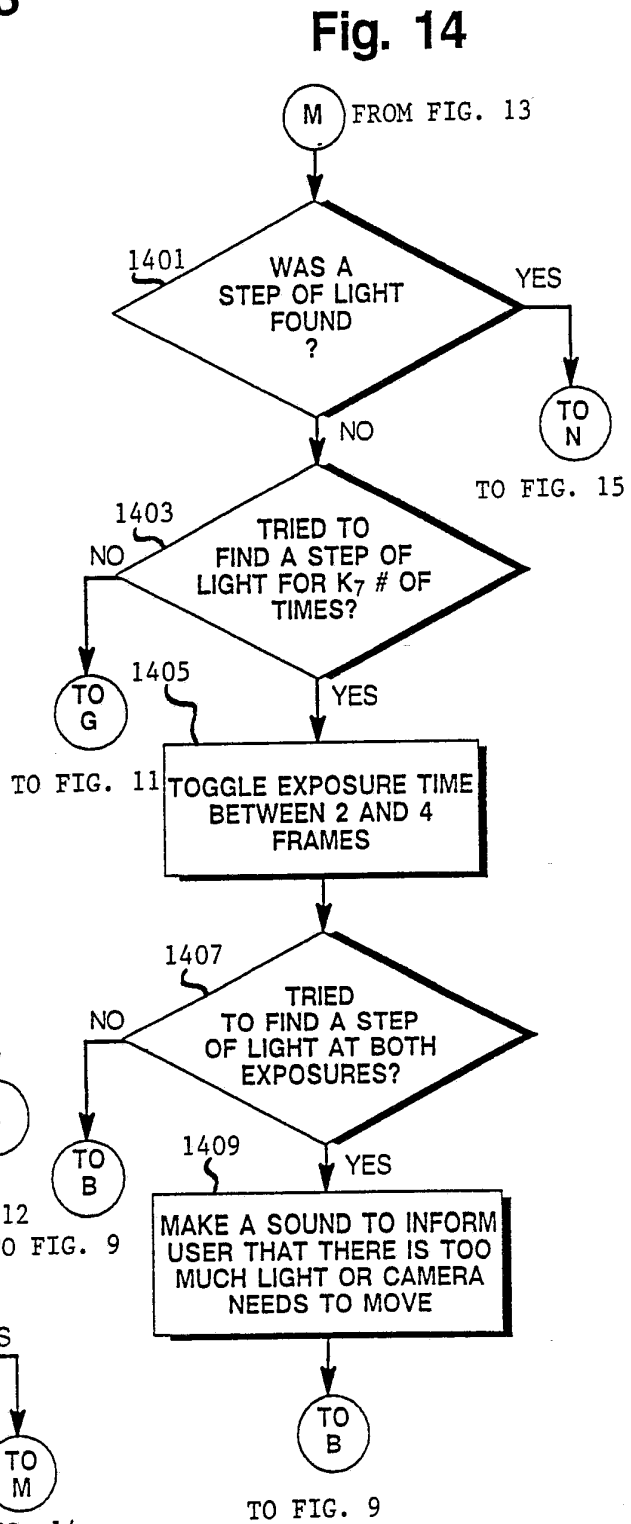 Fig. 14
M FROM FIG. 13
1401
WAS A
STEP OF LIGHT
FOUND
?
YES
TO
N
TO FIG. 15
NO
1403
TRIED TO
FIND A STEP OF
LIGHT FOR K7 # OF
TIMES?
NO
TO
G
TO FIG. 11
YES
1405
TOGGLE EXPOSURE TIME
BETWEEN 2 AND 4
FRAMES
1407
TRIED
TO FIND A STEP
OF LIGHT AT BOTH
EXPOSURES?
NO
TO
B
12
TO FIG. 9
YES
1409
MAKE A SOUND TO INFORM
USER THAT THERE IS TOO
MUCH LIGHT OR CAMERA
NEEDS TO MOVE
TO
B
TO FIG. 9
S
TO
M